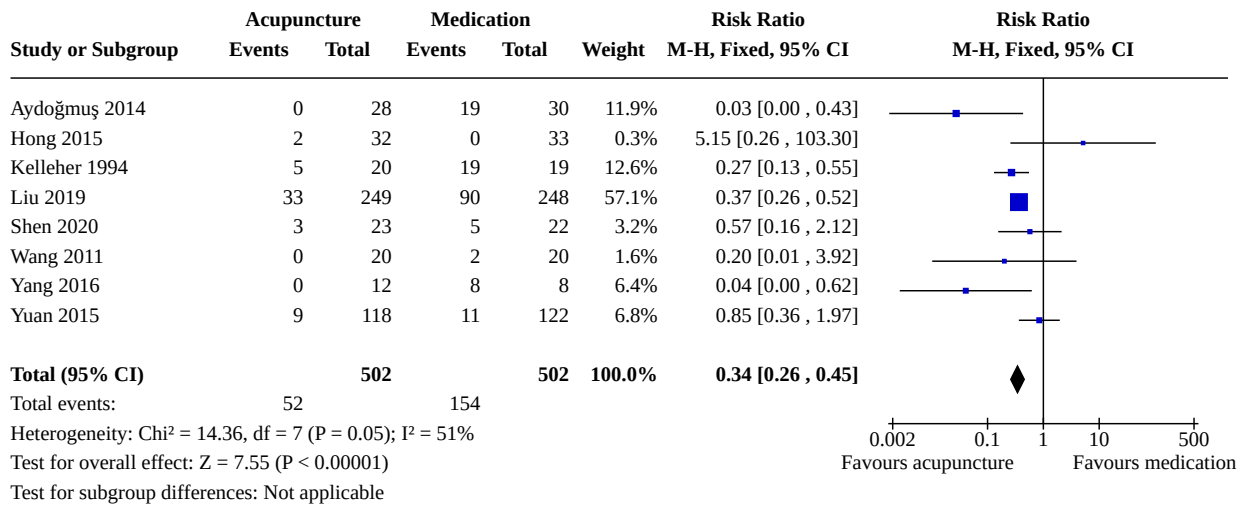 Acupuncture Medication Risk Ratio Risk Ratio
Study or Subgroup Events Total Events Total Weight M-H, Fixed, 95% CI M-H, Fixed, 95% CI
Aydoğmuş 2014 0 28 19 30 11.9% 0.03 [0.00 , 0.43]
Hong 2015 2 32 0 33 0.3% 5.15 [0.26 , 103.30]
Kelleher 1994 5 20 19 19 12.6% 0.27 [0.13 , 0.55]
Liu 2019 33 249 90 248 57.1% 0.37 [0.26 , 0.52]
Shen 2020 3 23 5 22 3.2% 0.57 [0.16 , 2.12]
Wang 2011 0 20 2 20 1.6% 0.20 [0.01 , 3.92]
Yang 2016 0 12 8 8 6.4% 0.04 [0.00 , 0.62]
Yuan 2015 9 118 11 122 6.8% 0.85 [0.36 , 1.97]
Total (95% CI) 502 502 100.0% 0.34 [0.26 , 0.45]
Total events: 52 154
Heterogeneity: Chi² = 14.36, df = 7 (P = 0.05); I² = 51%
0.002 0.1 1 10 500
Test for overall effect: Z = 7.55 (P < 0.00001)
Favours acupuncture Favours medication
Test for subgroup differences: Not applicable